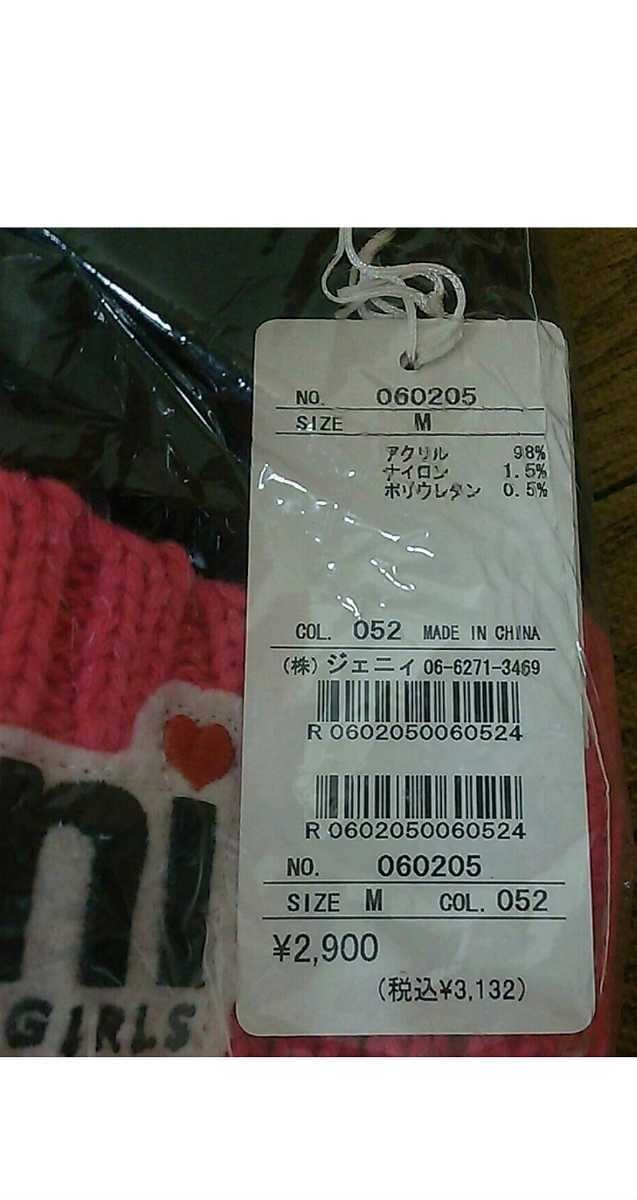 NO. 060205
SIZE M
アクリル 98%
ナイロン 1.5%
ポリウレタン 0.5%
COL. 052 MADE IN CHINA
(株) ジェニィ 06-6271-3469
R 0602050060524
R 0602050060524
NO. 060205
SIZE M COL. 052
¥2,900
(税込¥3,132)
ni
GIRLS